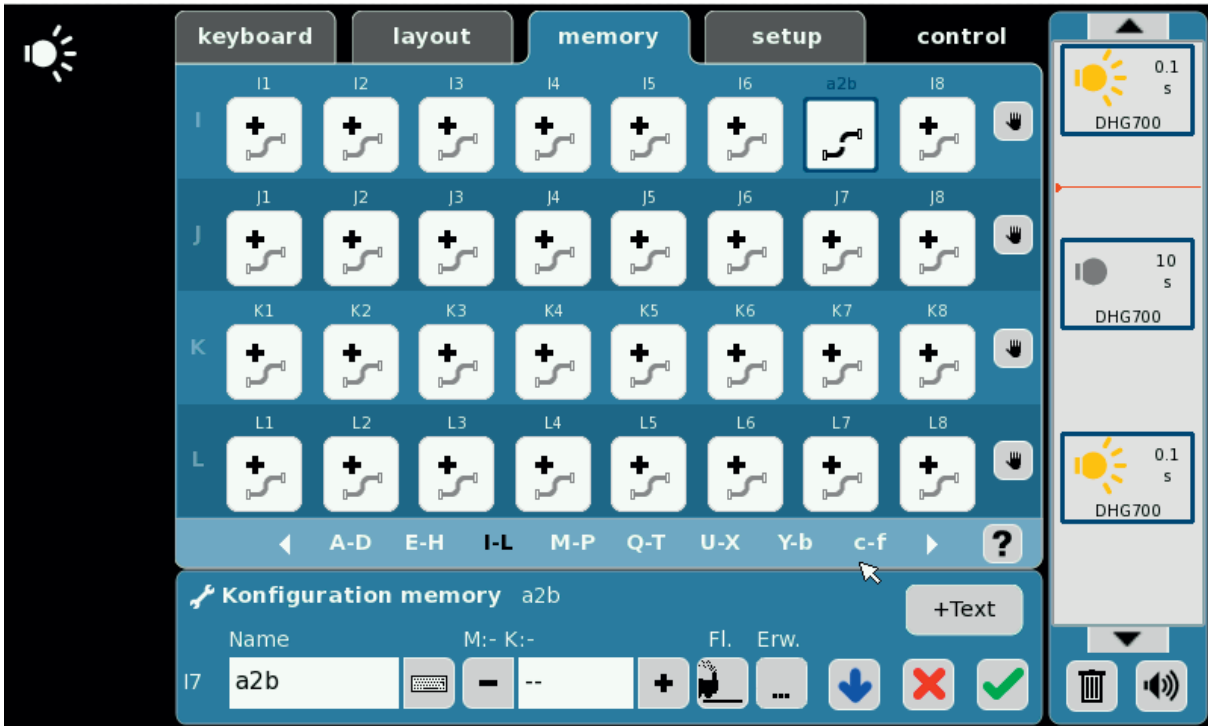 keyboard layout memory setup control
I1 I2 I3 I4 I5 I6 a2b I8
I
J1 J2 J3 J4 J5 J6 J7 J8
J
K1 K2 K3 K4 K5 K6 K7 K8
K
L1 L2 L3 L4 L5 L6 L7 L8
L
A-D E-H I-L M-P Q-T U-X Y-b c-f ?
Konfiguration memory a2b
+Text
Name M:- K:- Fl. Erw.
I7 a2b -- ...
0.1
s
DHG700
10
s
DHG700
0.1
s
DHG700